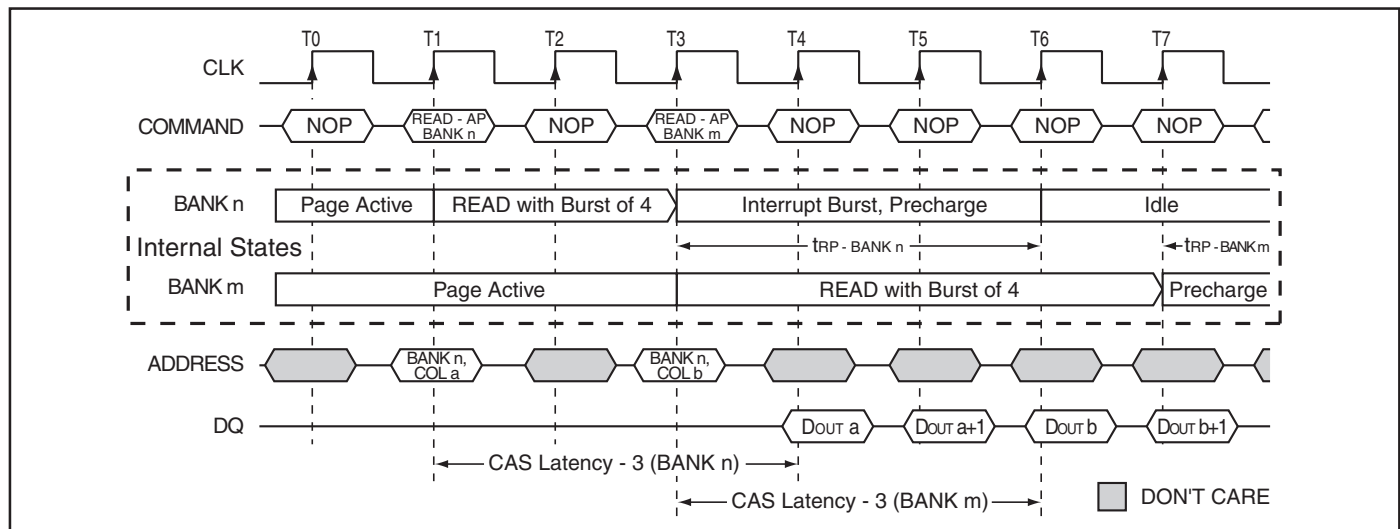 T0 T1 T2 T3 T4 T5 T6 T7
CLK
COMMAND NOP READ - AP BANK n NOP READ - AP BANK m NOP NOP NOP NOP
BANK n Page Active READ with Burst of 4 Interrupt Burst, Precharge Idle
Internal States tRP - BANK n tRP - BANK m
BANK m Page Active READ with Burst of 4 Precharge
ADDRESS BANK n, COL a BANK n, COL b
DQ DOUT a DOUT a+1 DOUT b DOUT b+1
CAS Latency - 3 (BANK n)
CAS Latency - 3 (BANK m) DON'T CARE